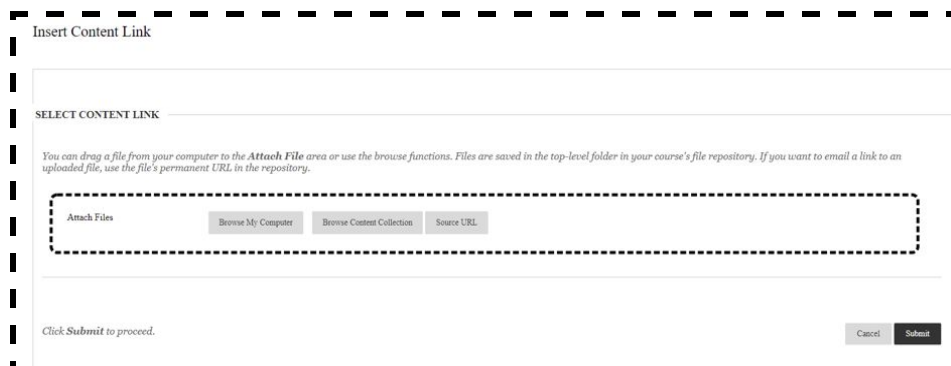 Insert Content Link
SELECT CONTENT LINK
You can drag a file from your computer to the Attach File area or use the browse functions. Files are saved in the top-level folder in your course's file repository. If you want to email a link to an
uploaded file, use the file's permanent URL in the repository.
Attach Files Browse My Computer Browse Content Collection Source URL
Click Submit to proceed. Cancel Submit